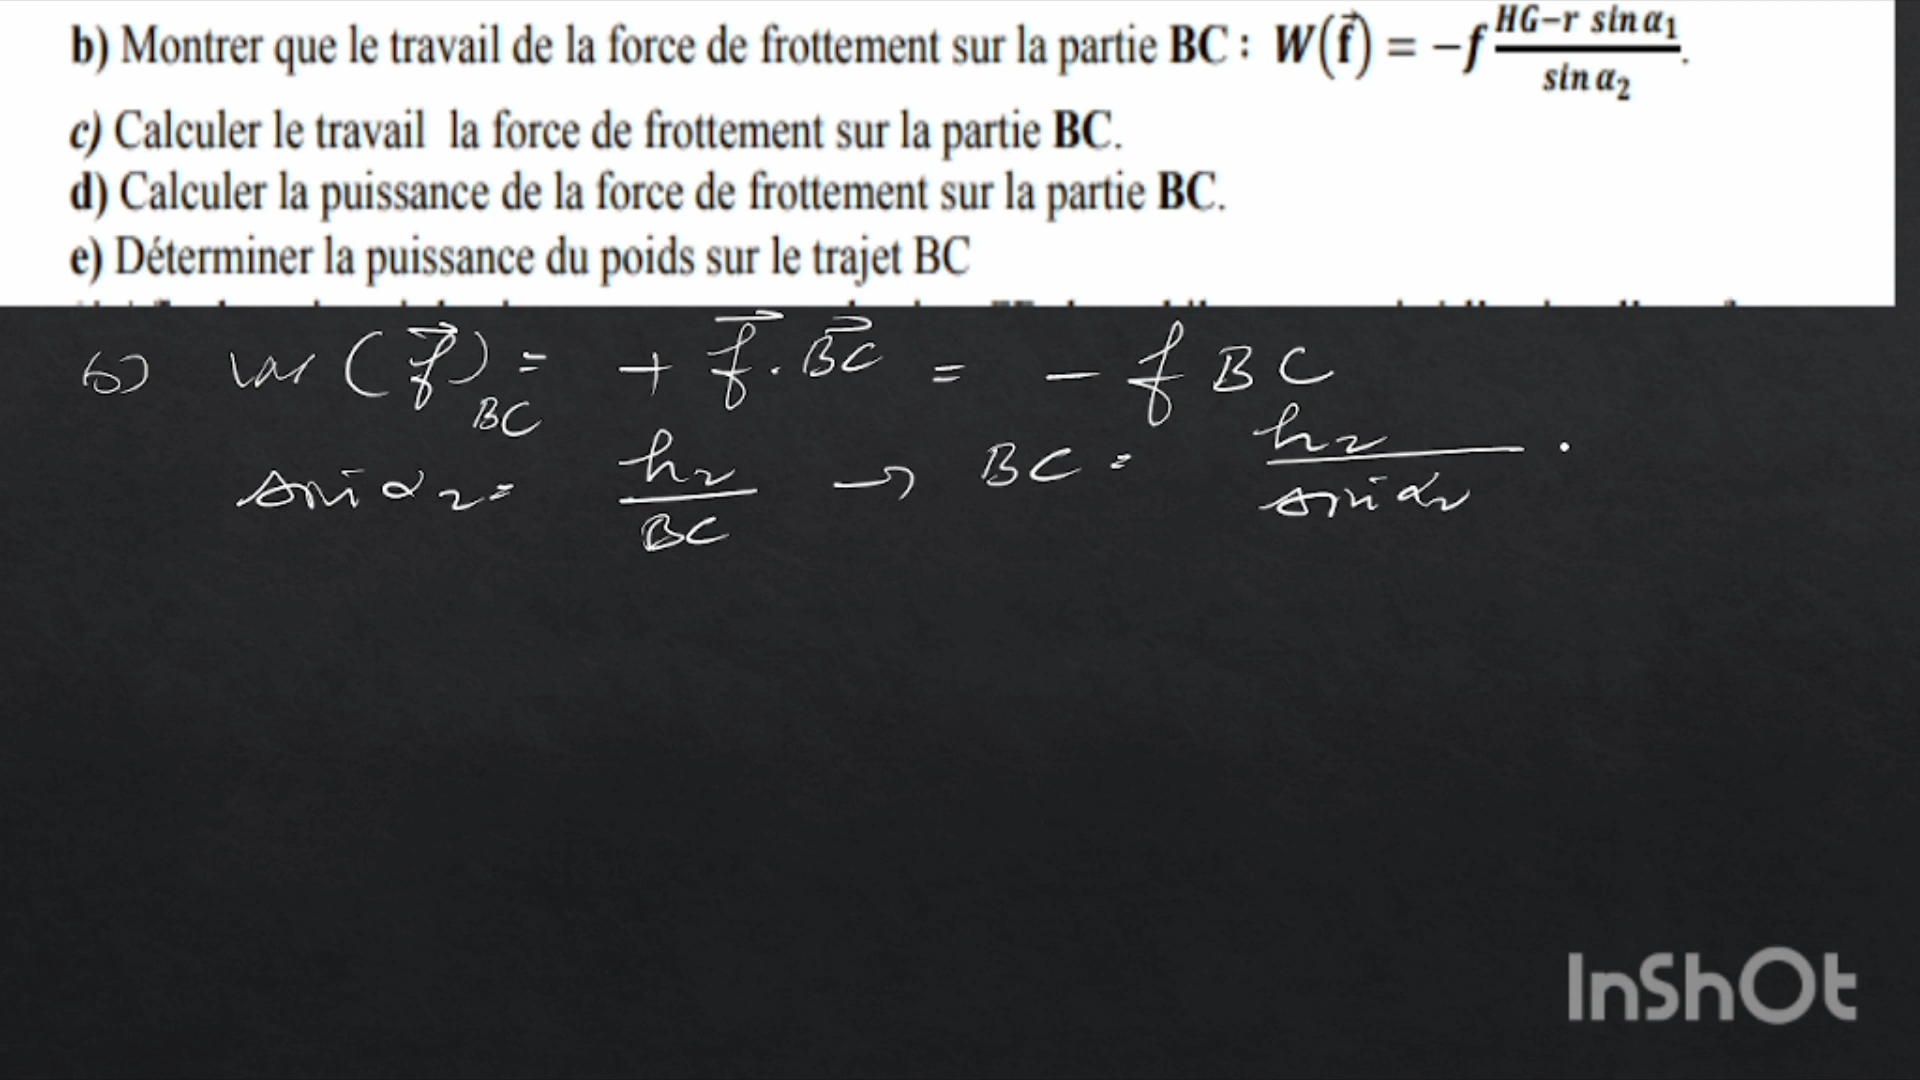 b) Montrer que le travail de la force de frottement sur la partie BC : W(f⃗) = −f (HG−r sin α₁)/(sin α₂).
c) Calculer le travail la force de frottement sur la partie BC.
d) Calculer la puissance de la force de frottement sur la partie BC.
e) Déterminer la puissance du poids sur le trajet BC
b) W(f⃗)BC = + f⃗ . BC⃗ = − f BC
sin α₂ = h₂/BC → BC = h₂/sin α₂ .
InShOt